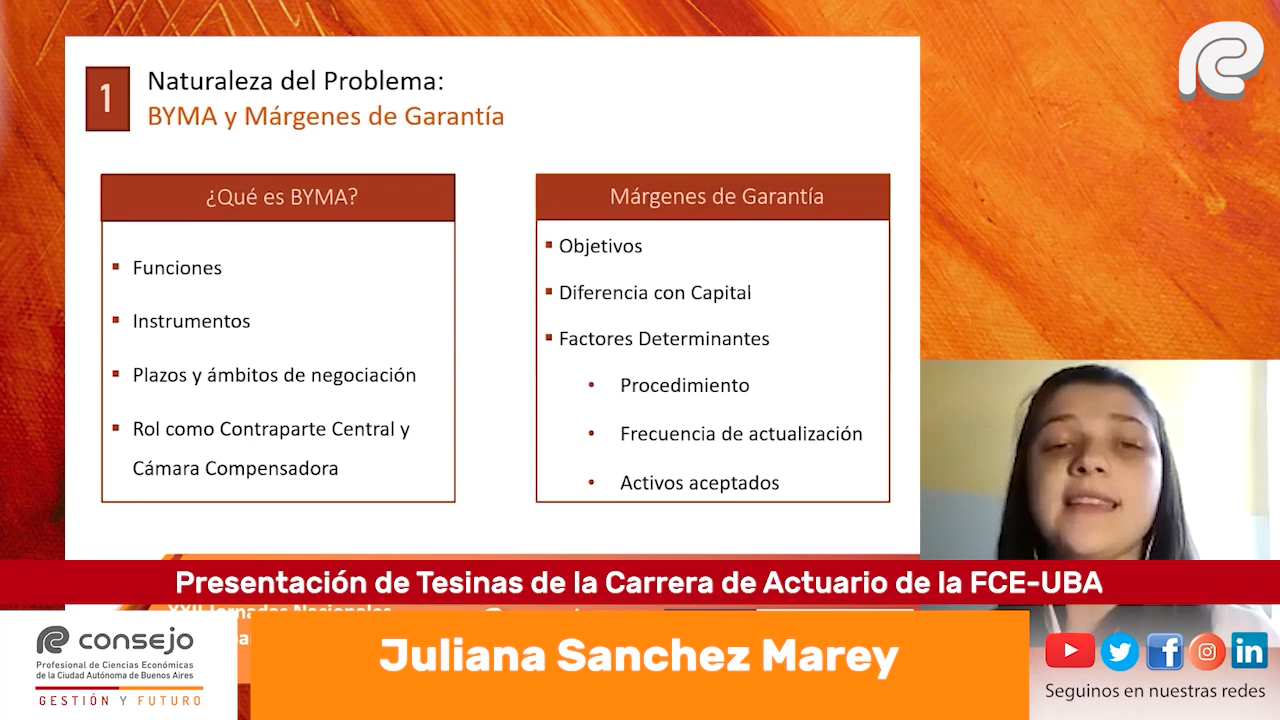 1
Naturaleza del Problema:
BYMA y Márgenes de Garantía
¿Qué es BYMA?
▪ Funciones
▪ Instrumentos
▪ Plazos y ámbitos de negociación
▪ Rol como Contraparte Central y
Cámara Compensadora
Márgenes de Garantía
▪ Objetivos
▪ Diferencia con Capital
▪ Factores Determinantes
• Procedimiento
• Frecuencia de actualización
• Activos aceptados
Presentación de Tesinas de la Carrera de Actuario de la FCE-UBA
XXII Jornadas Nacionales
Juliana Sanchez Marey
consejo
Profesional de Ciencias Económicas
de la Ciudad Autónoma de Buenos Aires
GESTIÓN Y FUTURO
Seguinos en nuestras redes